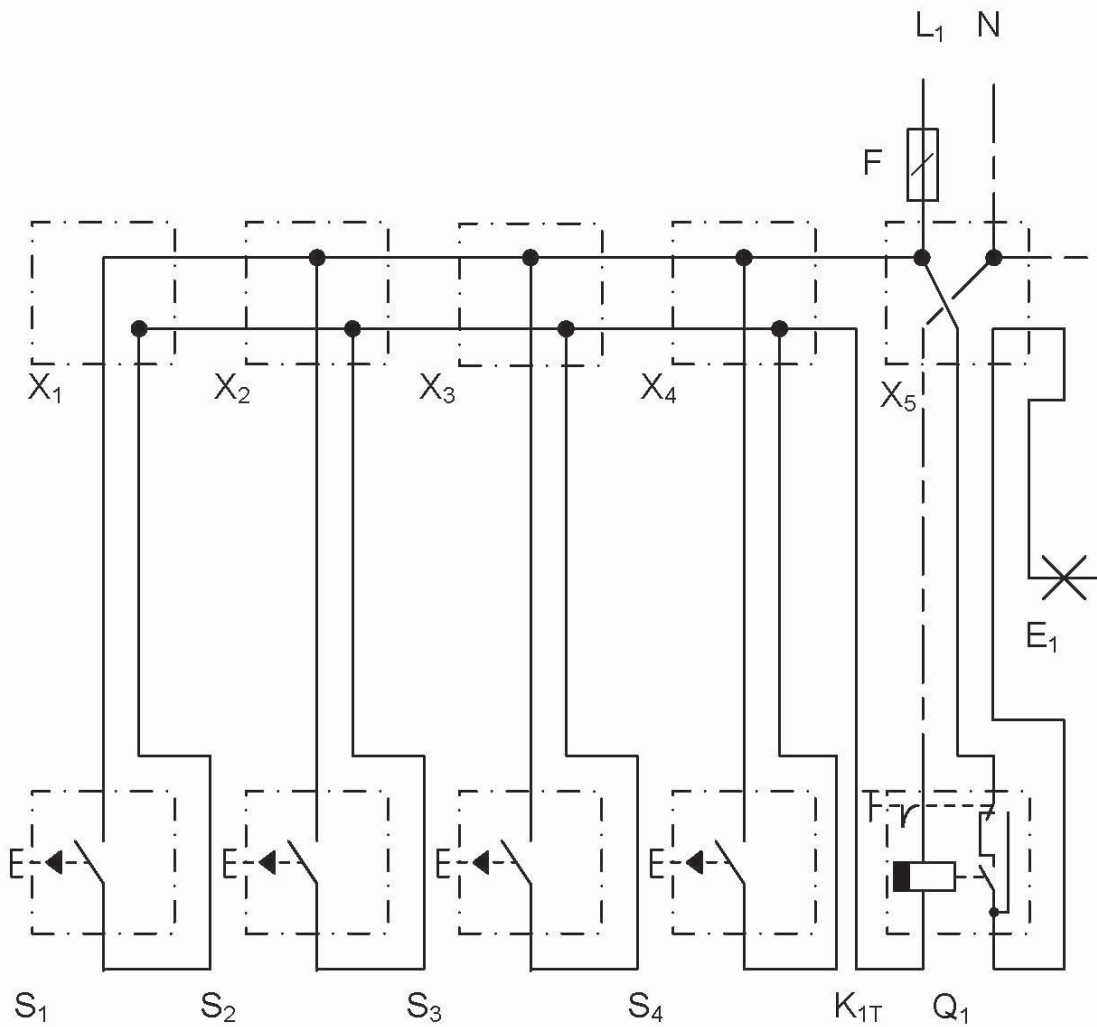 L₁ N
F
X₁ X₂ X₃ X₄ X₅
E₁
S₁ S₂ S₃ S₄ K₁T Q₁